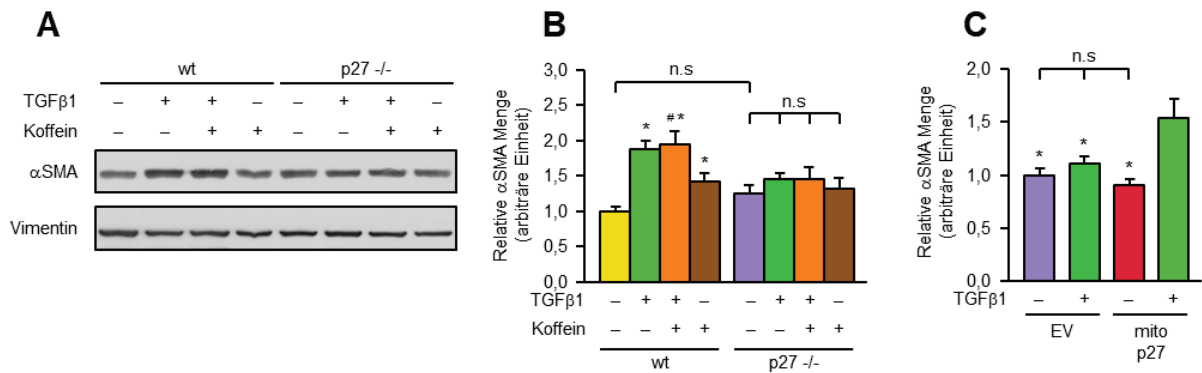 A
wt p27 -/-
TGFβ1 – + + – – + + –
Koffein – – + + – – + +
αSMA
Vimentin
B
Relative αSMA Menge
(arbiträre Einheit)
3,0
2,5
2,0
1,5
1,0
0,5
0,0
n.s
n.s
* # * *
TGFβ1 – + + – – + + –
Koffein – – + + – – + +
wt p27 -/-
C
Relative αSMA Menge
(arbiträre Einheit)
2,0
1,5
1,0
0,5
0,0
n.s
* * *
TGFβ1 – + – +
EV mito
p27